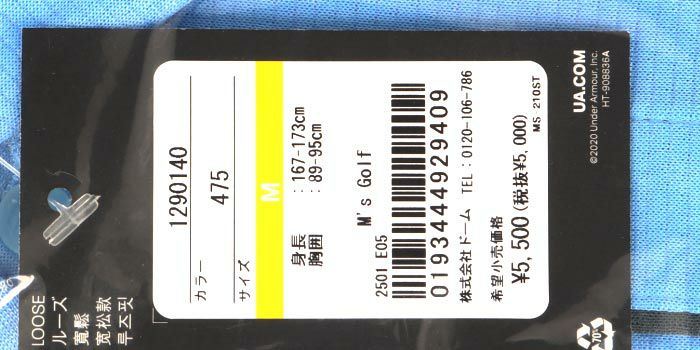 1290140
カラー
475
サイズ
M
身長 : 167-173cm
胸囲 : 89-95cm
M's Golf
2501 E05
0193444929409
株式会社ドーム TEL:0120-106-786
希望小売価格
¥5,500(税抜¥5,000)
MS 210ST
UA.COM
©2020 Under Armour, Inc.
HT-908836A
LOOSE
ルーズ
寬鬆
宽松款
루즈핏
70